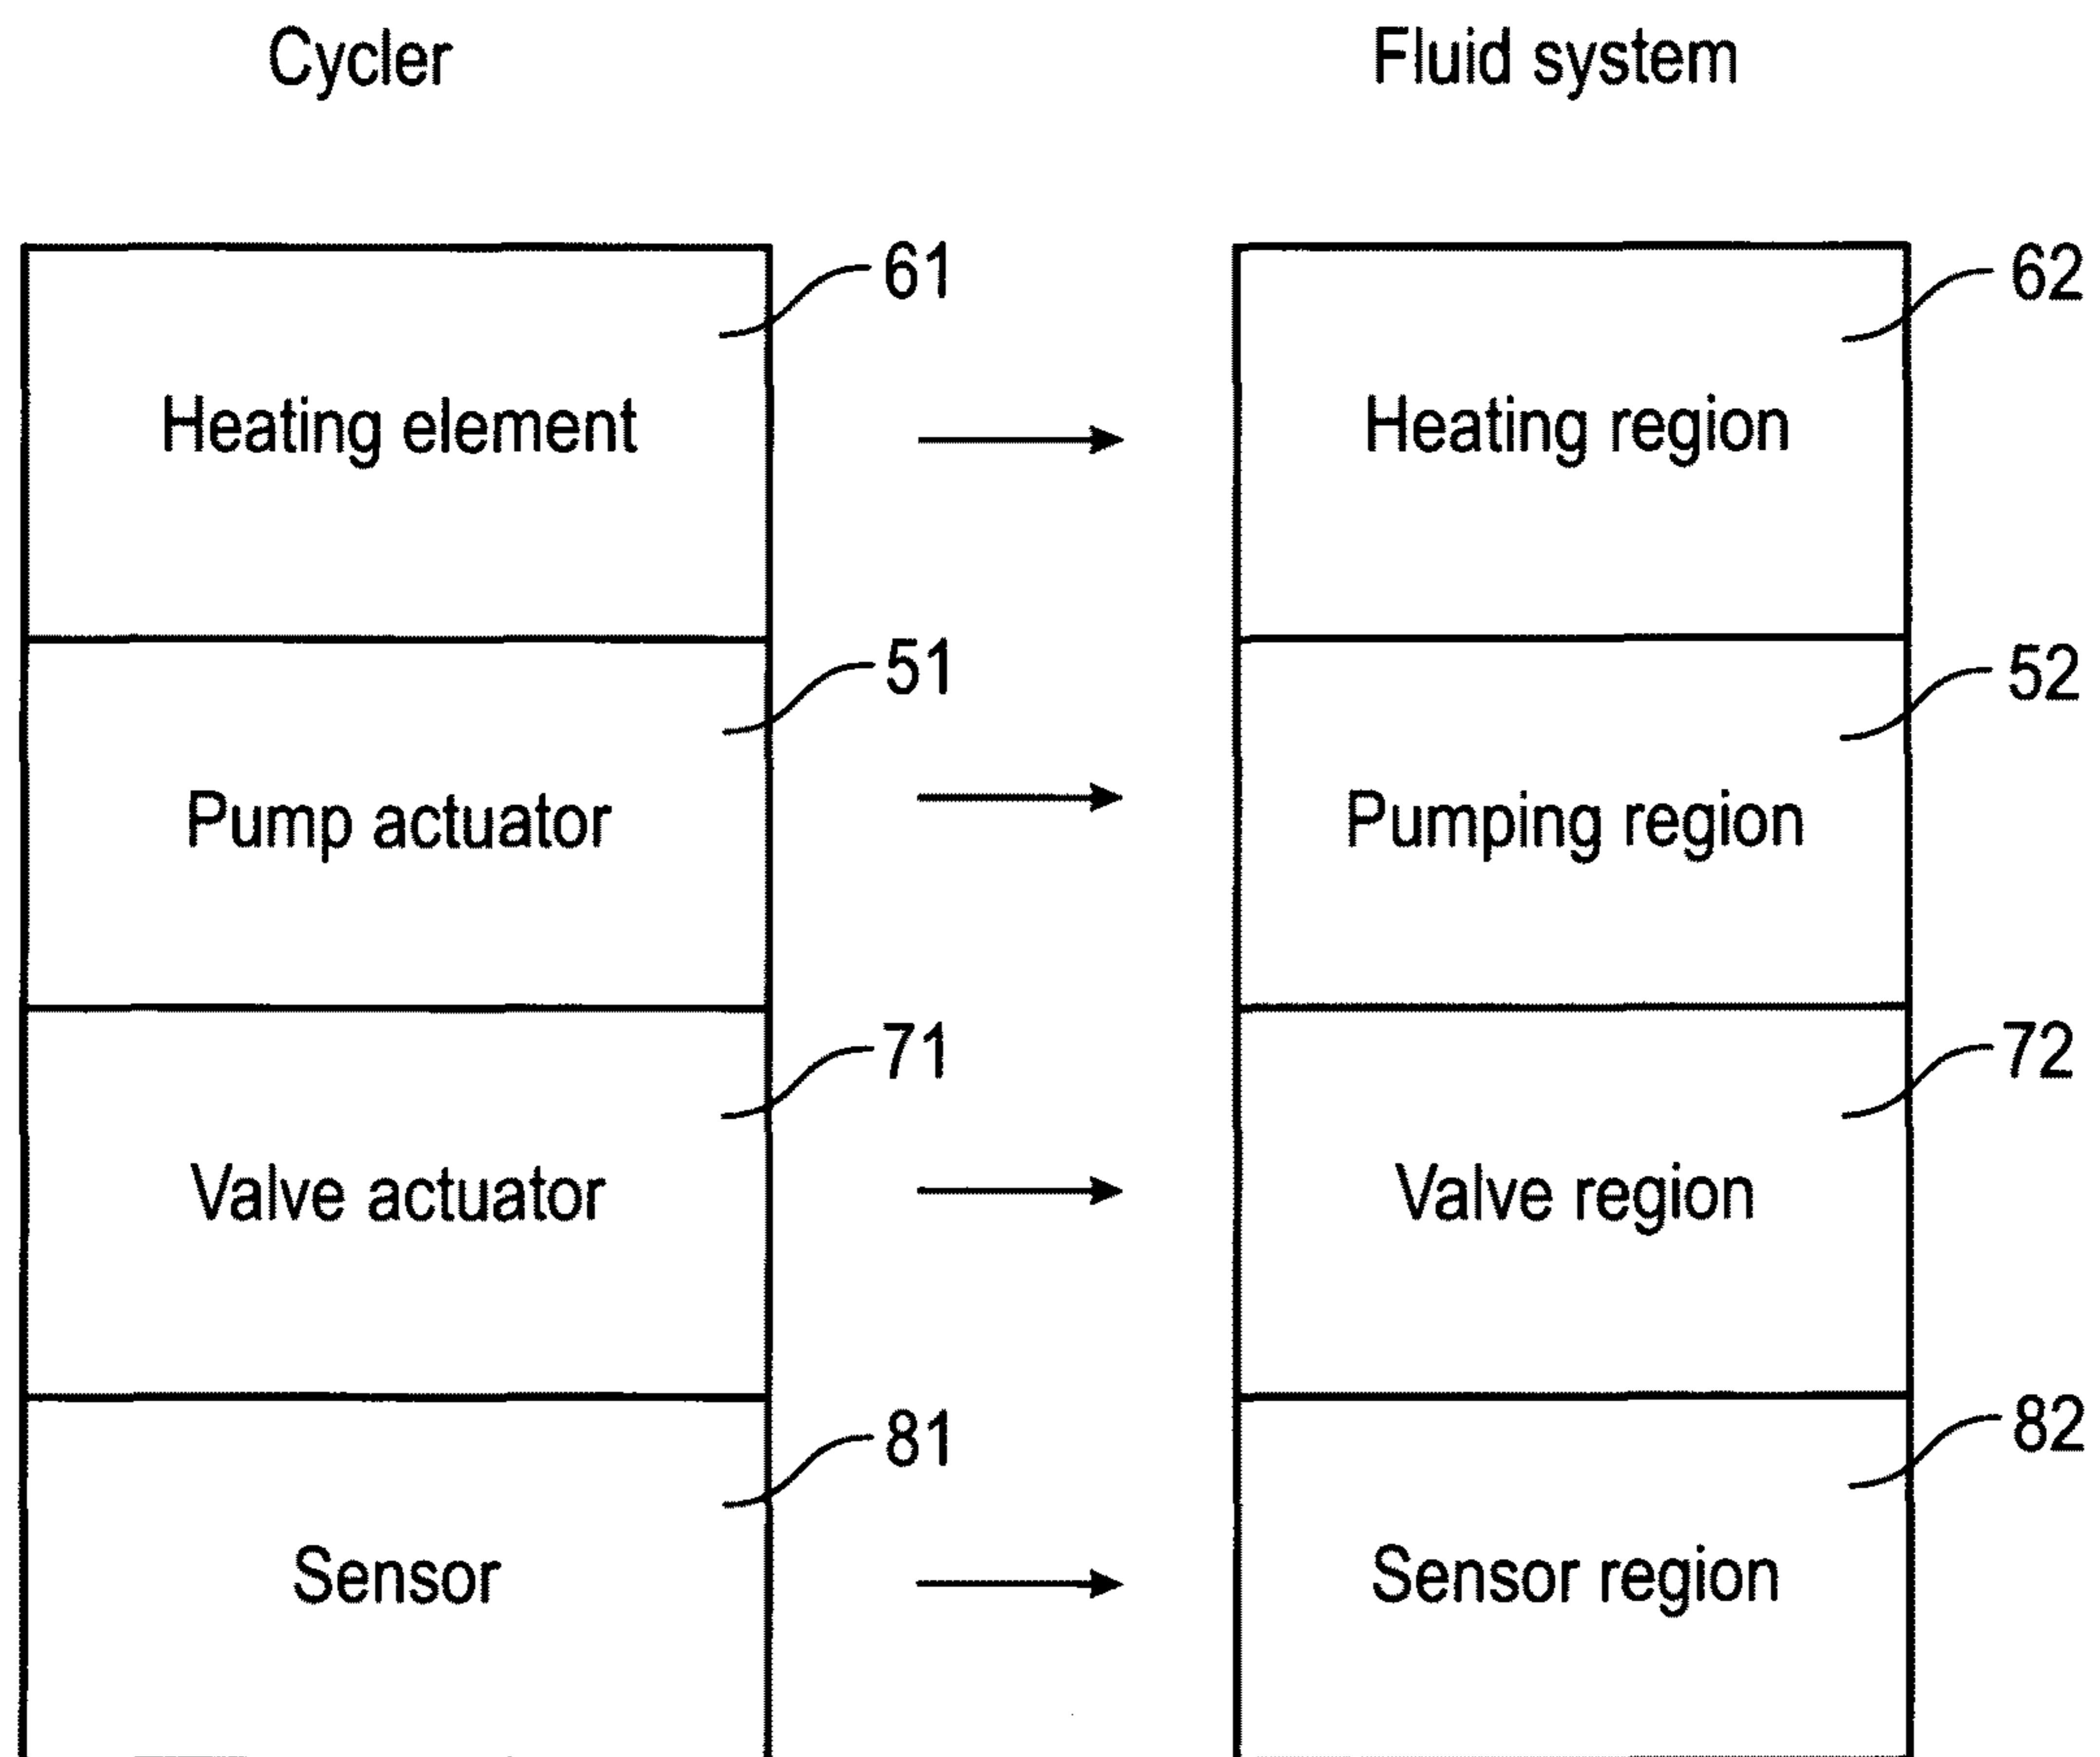 Cycler
Fluid system
61
62
Heating element
Heating region
51
52
Pump actuator
Pumping region
71
72
Valve actuator
Valve region
81
82
Sensor
Sensor region